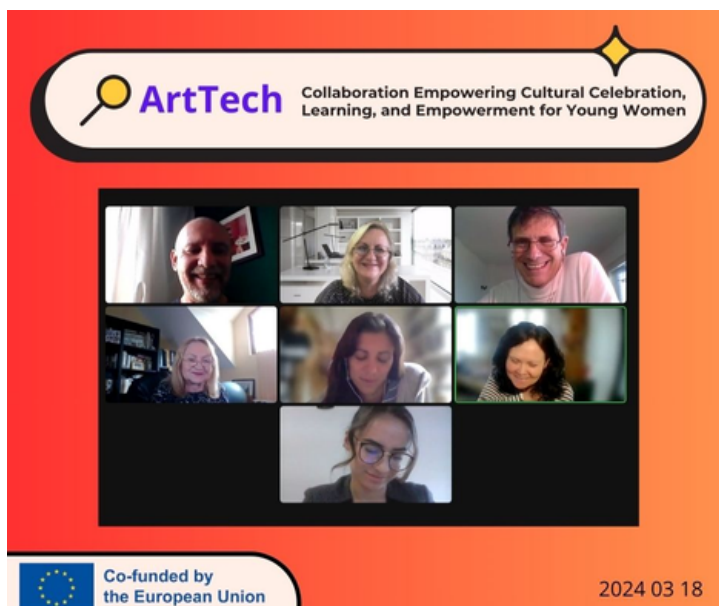 ArtTech
Collaboration Empowering Cultural Celebration,
Learning, and Empowerment for Young Women
Co-funded by
the European Union
2024 03 18